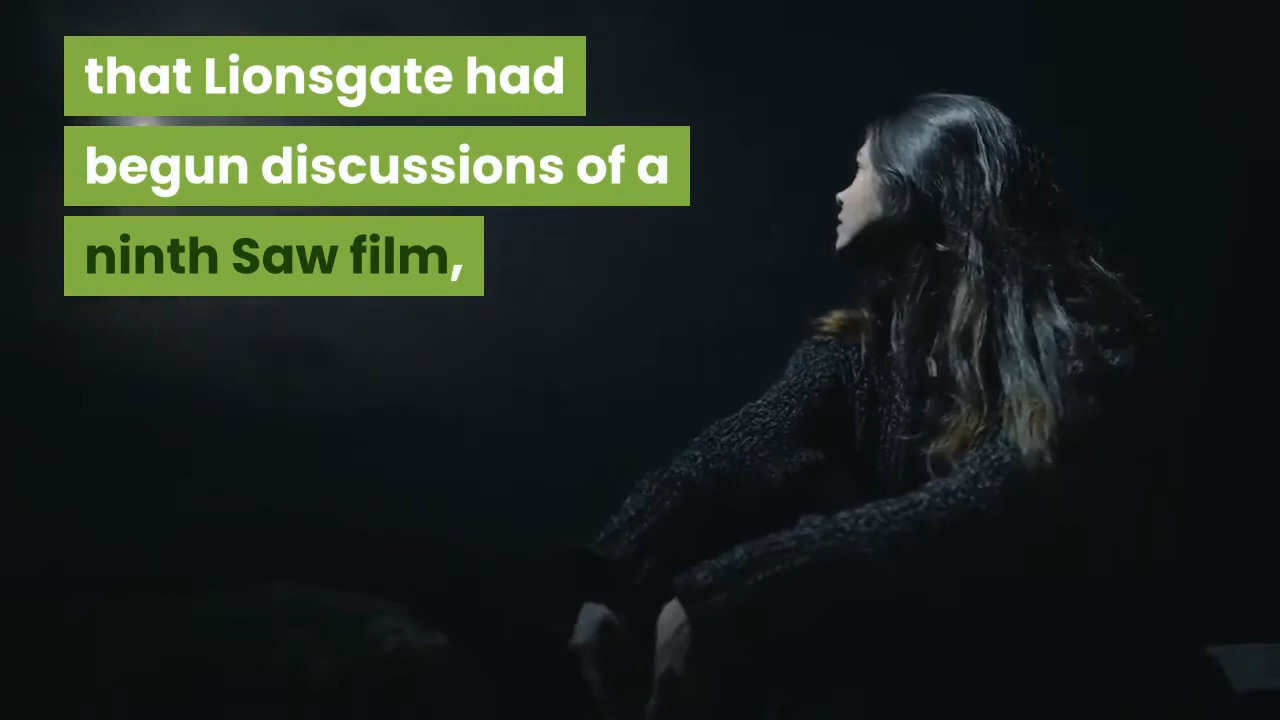 that Lionsgate had
begun discussions of a
ninth Saw film,